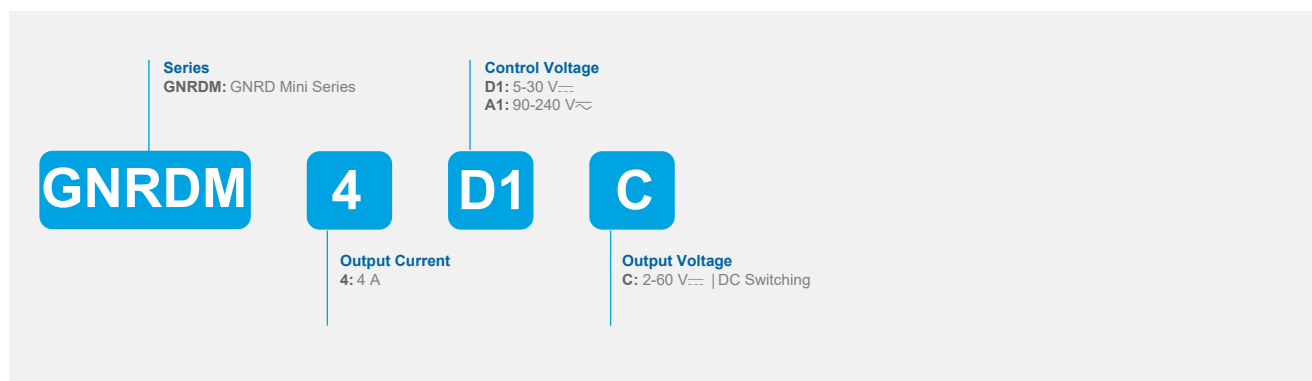 Series
GNRDM: GNRD Mini Series
Control Voltage
D1: 5-30 V⎓
A1: 90-240 V⏦
GNRDM 4 D1 C
Output Current
4: 4 A
Output Voltage
C: 2-60 V⎓ | DC Switching